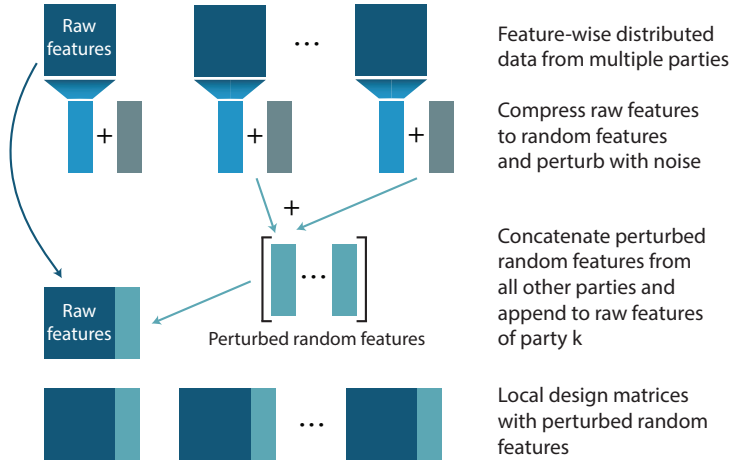 Raw
features
...
Feature-wise distributed
data from multiple parties
+
+
+
Compress raw features
to random features
and perturb with noise
+
[ ... ]
Concatenate perturbed
random features from
all other parties and
append to raw features
of party k
Raw
features
Perturbed random features
...
Local design matrices
with perturbed random
features